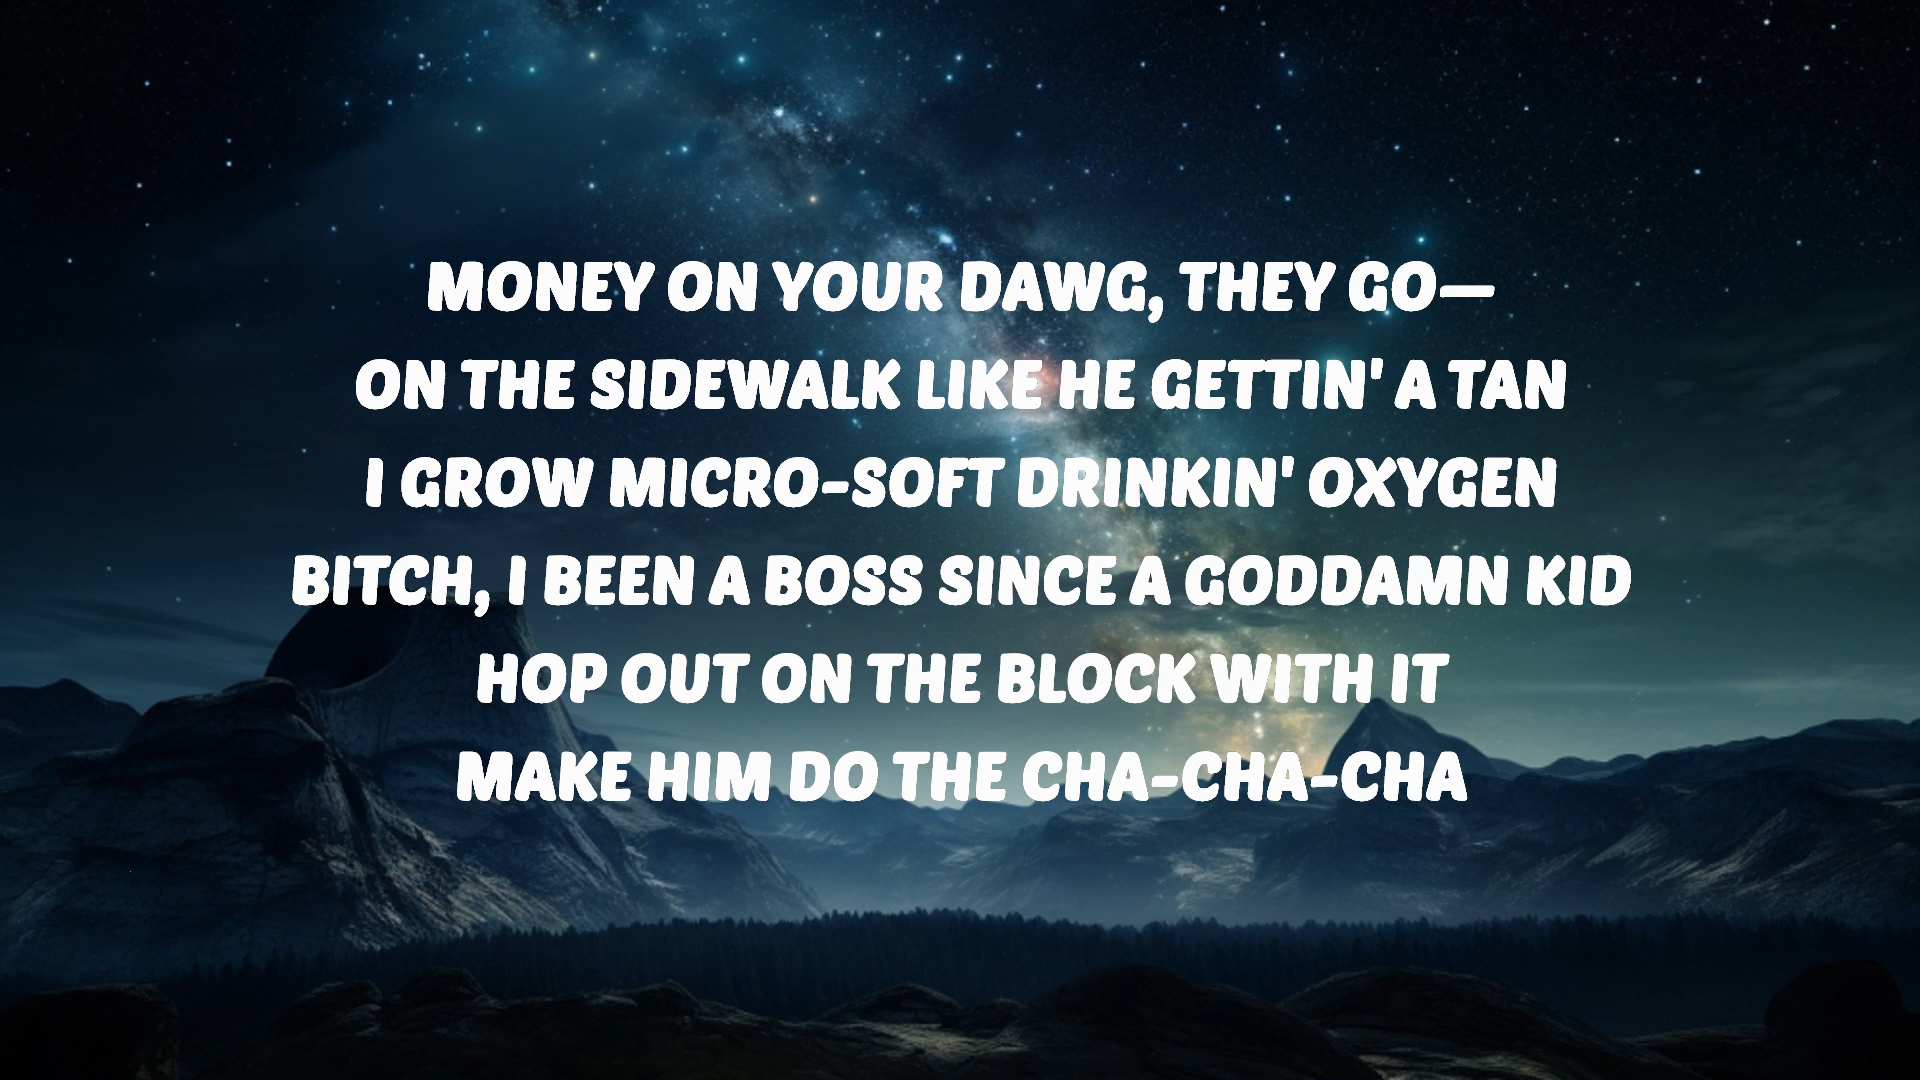 MONEY ON YOUR DAWG, THEY GO—
ON THE SIDEWALK LIKE HE GETTIN' A TAN
I GROW MICRO-SOFT DRINKIN' OXYGEN
BITCH, I BEEN A BOSS SINCE A GODDAMN KID
HOP OUT ON THE BLOCK WITH IT
MAKE HIM DO THE CHA-CHA-CHA